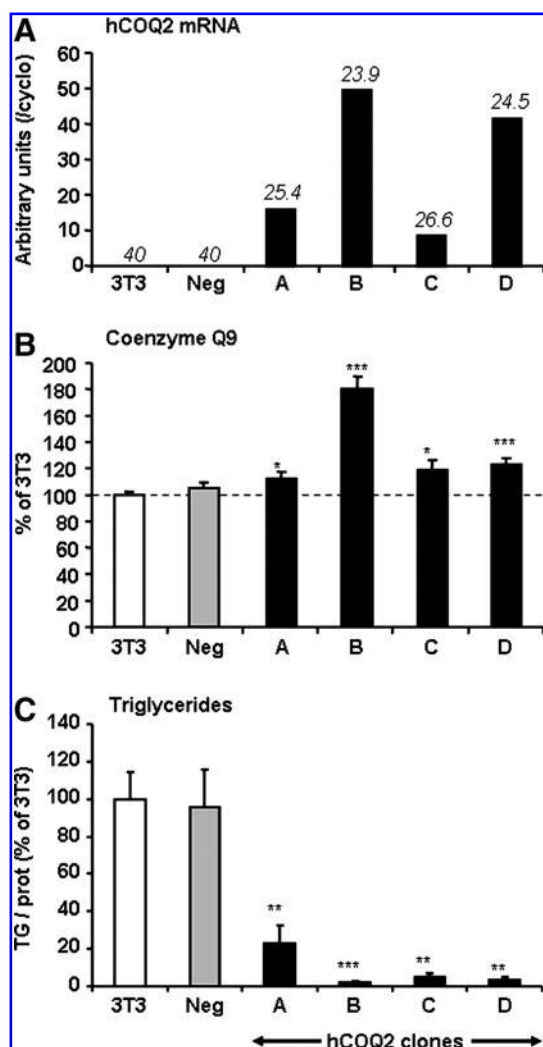 A
hCOQ2 mRNA
Arbitrary units (/cyclo)
60
50
40
30
20
10
0
40
40
25.4
23.9
26.6
24.5
3T3
Neg
A
B
C
D
B
Coenzyme Q9
% of 3T3
200
180
160
140
120
100
80
60
40
20
0
*
***
*
***
3T3
Neg
A
B
C
D
C
Triglycerides
TG / prot (% of 3T3)
140
120
100
80
60
40
20
0
**
***
**
**
3T3
Neg
A
B
C
D
hCOQ2 clones